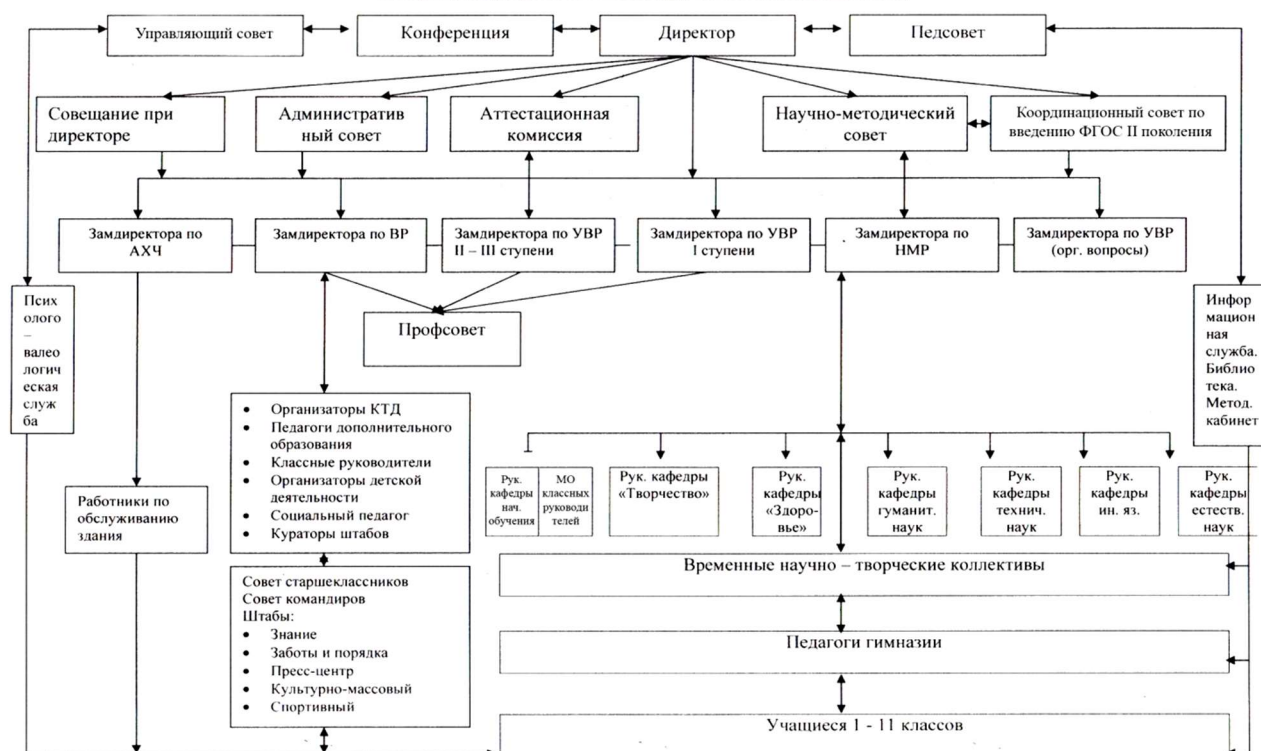 Управляющий совет
Конференция
Директор
Педсовет
Совещание при
директоре
Административ
ный совет
Аттестационная
комиссия
Научно-методический
совет
Координационный совет по
введению ФГОС II поколения
Замдиректора по
АХЧ
Замдиректора по ВР
Замдиректора по УВР
II – III ступени
Замдиректора по УВР
I ступени
Замдиректора по
НМР
Замдиректора по УВР
(орг. вопросы)
Псих
олого
–
валео
логич
еская
служ
ба
Профсовет
Инфор
мацион
ная
служба.
Библио
тека.
Метод.
кабинет
• Организаторы КТД
• Педагоги дополнительного
образования
• Классные руководители
• Организаторы детской
деятельности
• Социальный педагог
• Кураторы штабов
Рук.
кафедры
нач.
обучения
МО
классных
руководи
телей
Рук. кафедры
«Творчество»
Рук.
кафедры
«Здоро-
вье»
Рук.
кафедры
гуманит.
наук
Рук.
кафедры
технич.
наук
Рук.
кафедры
ин. яз.
Рук.
кафедры
естеств.
наук
Работники по
обслуживанию
здания
Временные научно – творческие коллективы
Совет старшеклассников
Совет командиров
Штабы:
• Знание
• Заботы и порядка
• Пресс-центр
• Культурно-массовый
• Спортивный
Педагоги гимназии
Учащиеся 1 - 11 классов